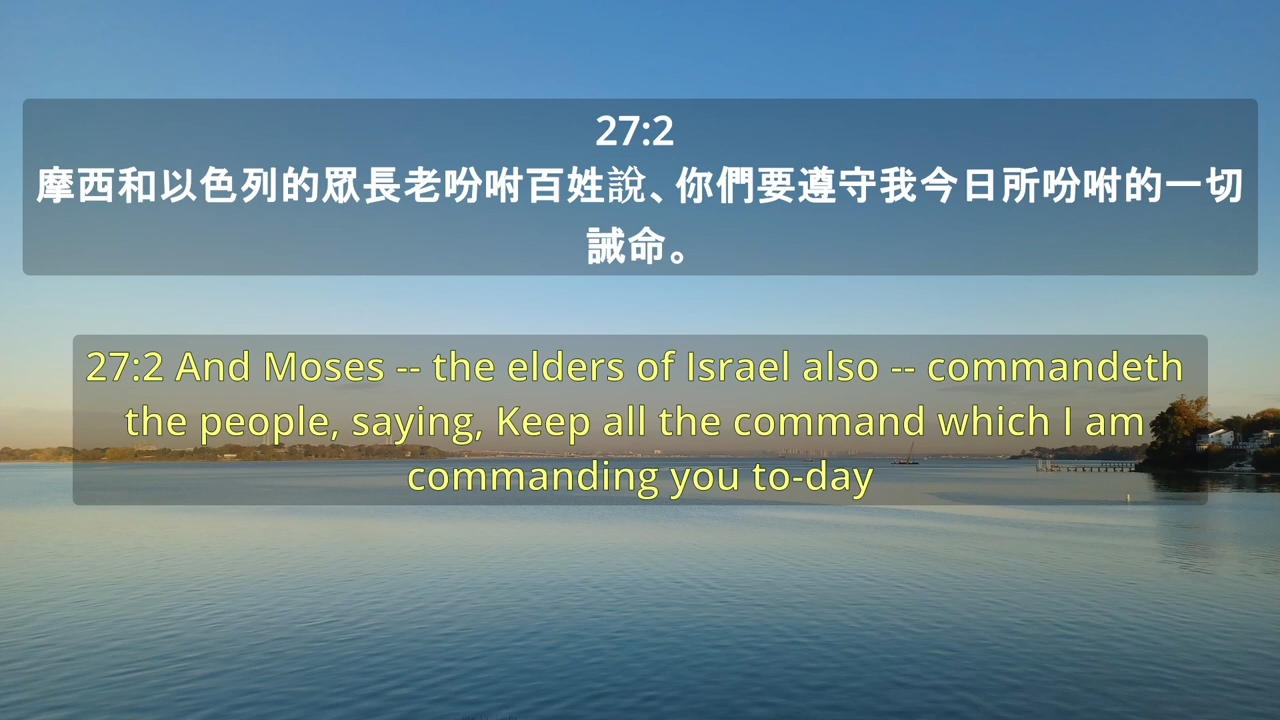 27:2
摩西和以色列的眾長老吩咐百姓說、你們要遵守我今日所吩咐的一切
誡命。
27:2 And Moses -- the elders of Israel also -- commandeth
the people, saying, Keep all the command which I am
commanding you to-day